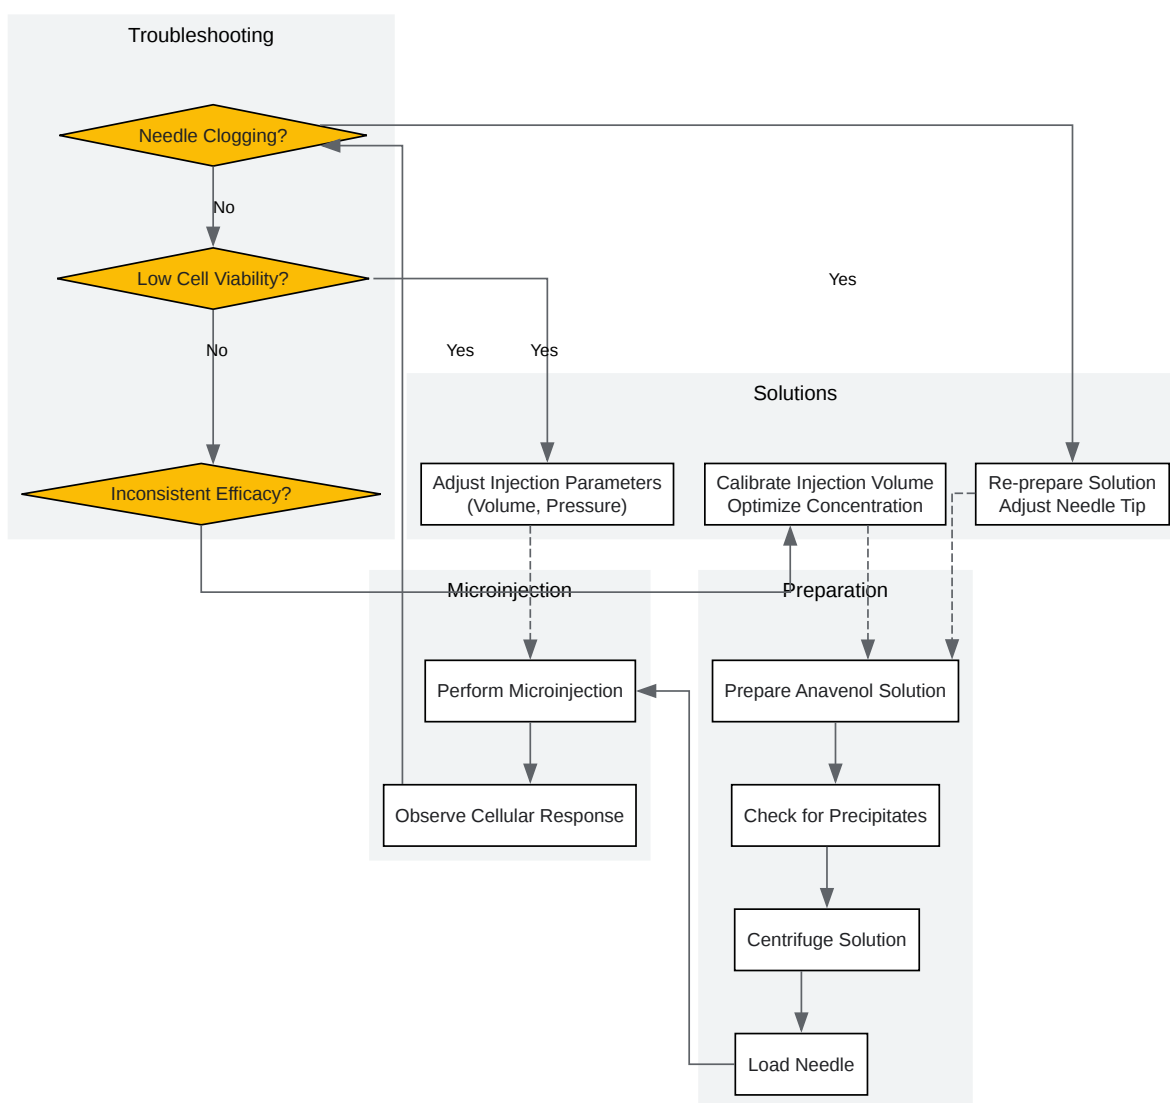 Troubleshooting
Needle Clogging?
No
Low Cell Viability?
Yes
No
Yes
Yes
Solutions
Inconsistent Efficacy?
Adjust Injection Parameters
(Volume, Pressure)
Calibrate Injection Volume
Optimize Concentration
Re-prepare Solution
Adjust Needle Tip
Microinjection
Preparation
Perform Microinjection
Prepare Anavenol Solution
Observe Cellular Response
Check for Precipitates
Centrifuge Solution
Load Needle